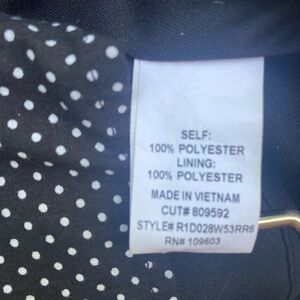 SELF:
100% POLYESTER
LINING:
100% POLYESTER
MADE IN VIETNAM
CUT# 809592
STYLE# R1D028W53RR6
RN# 109603